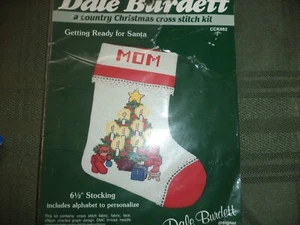 Dale Burdett
a country Christmas cross stitch kit
CCK952
Getting Ready for Santa
MOM
6½" Stocking
includes alphabet to personalize
Dale Burdett